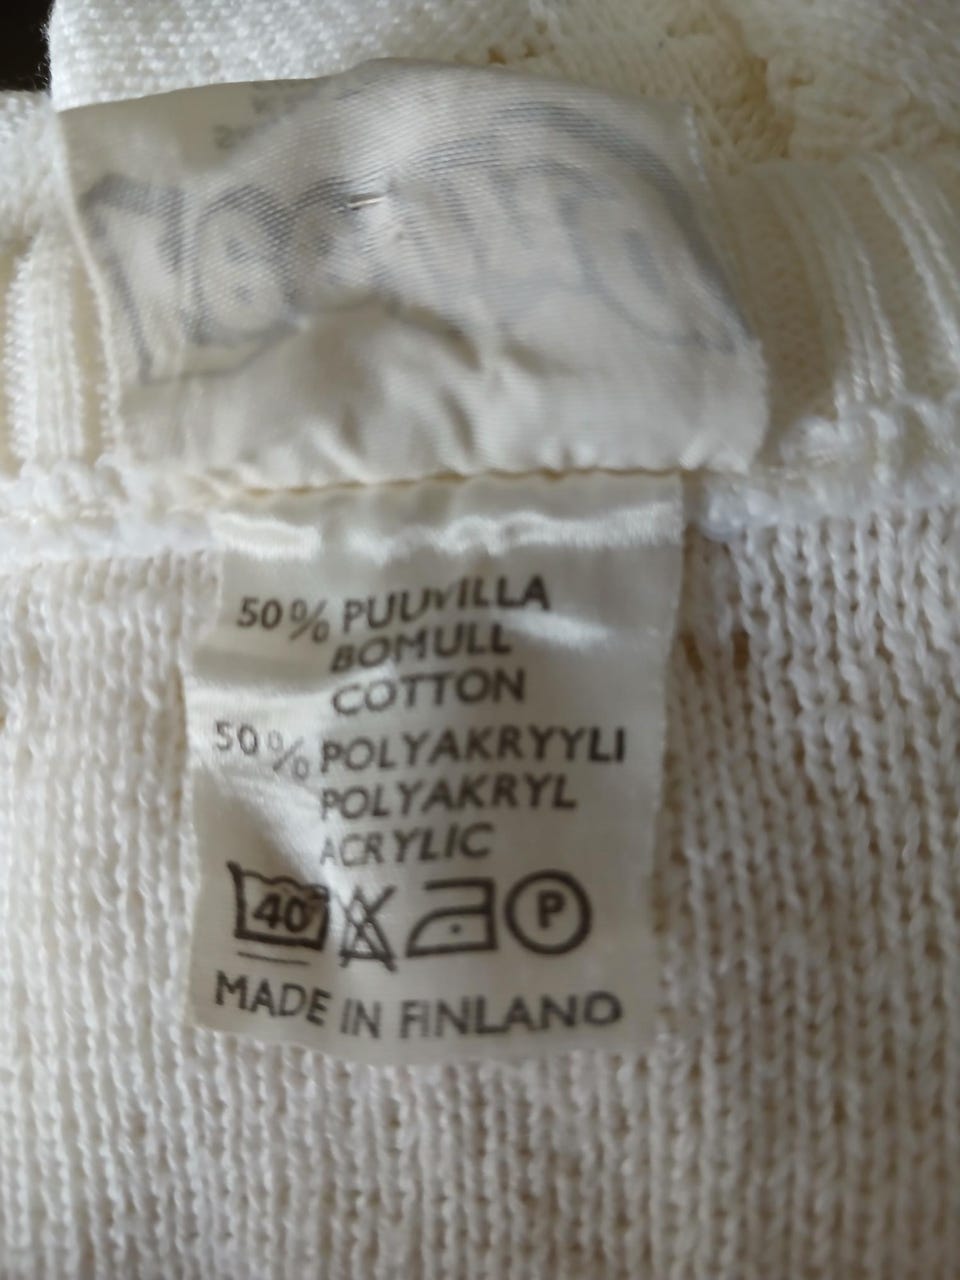 50% PUUVILLA
BOMULL
COTTON
50% POLYAKRYYLI
POLYAKRYL
ACRYLIC
40° P
MADE IN FINLAND